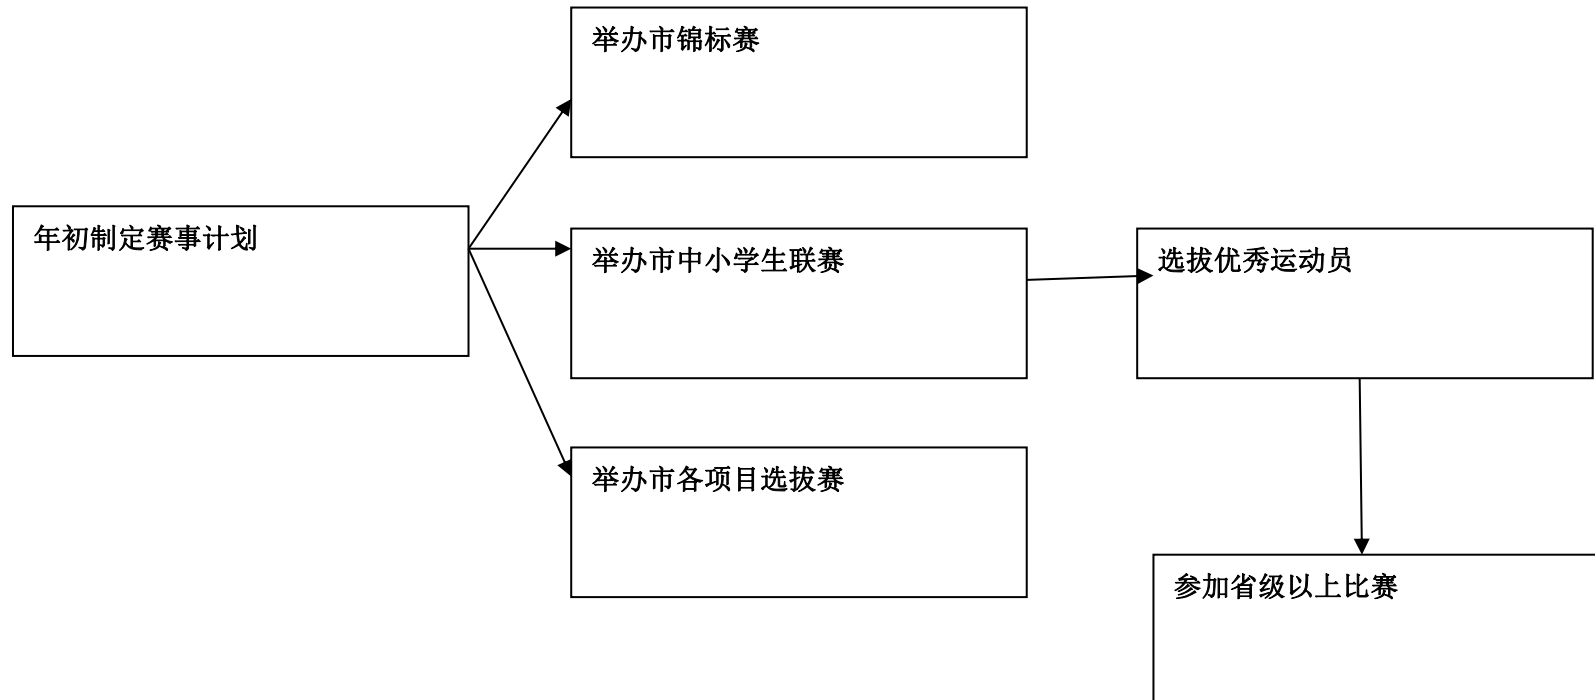 举办市锦标赛
年初制定赛事计划
举办市中小学生联赛
选拔优秀运动员
举办市各项目选拔赛
参加省级以上比赛